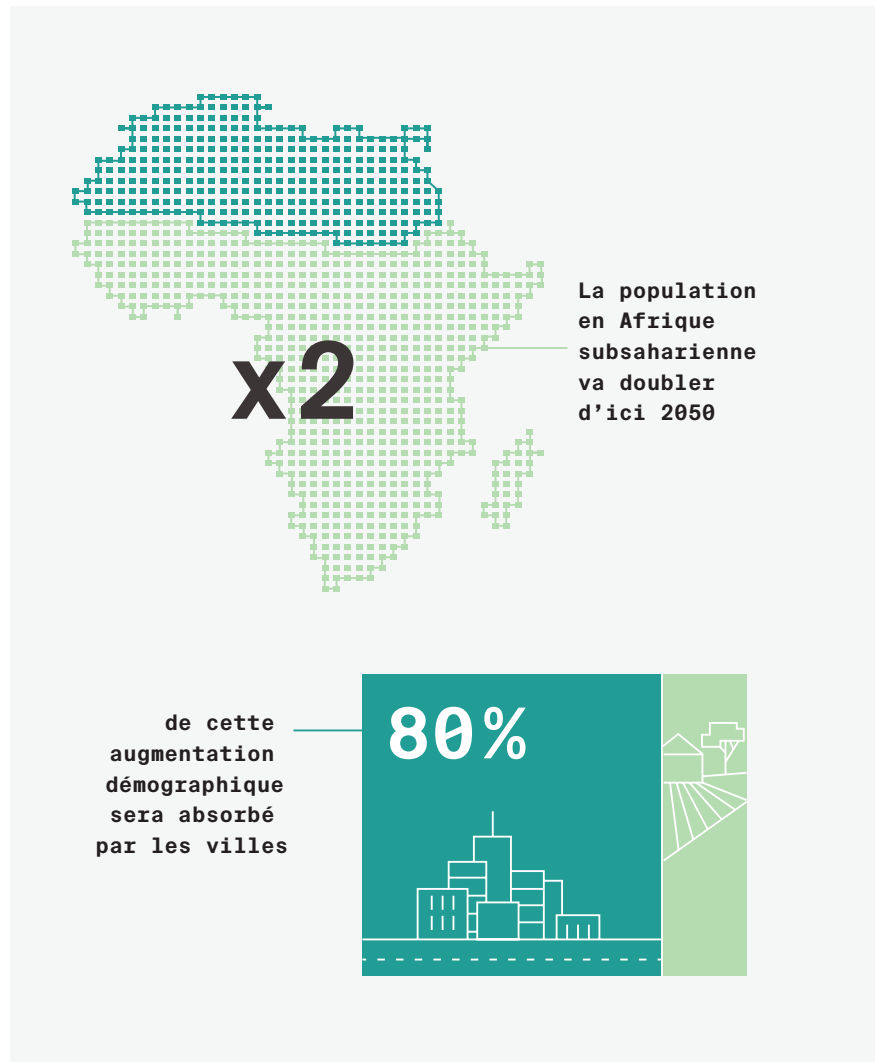 x2
La population
en Afrique
subsaharienne
va doubler
d’ici 2050
80%
de cette
augmentation
démographique
sera absorbé
par les villes